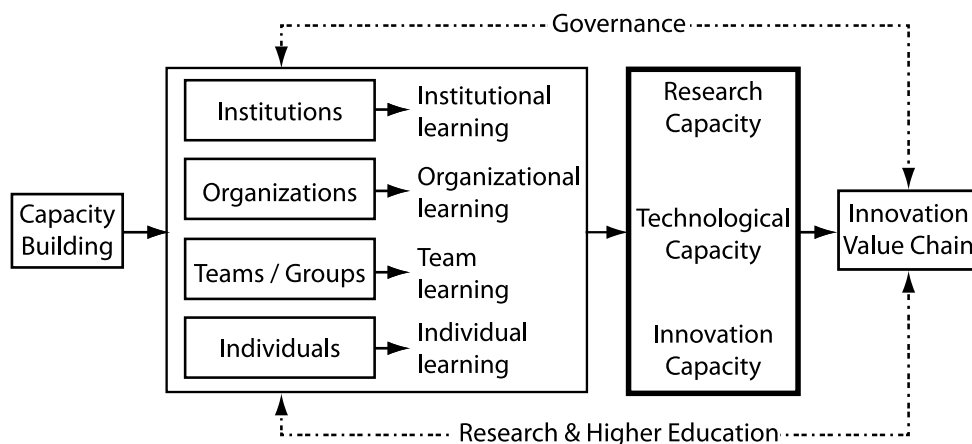 Governance
Capacity
Building
Institutions
Institutional
learning
Organizations
Organizational
learning
Teams / Groups
Team
learning
Individuals
Individual
learning
Research
Capacity
Technological
Capacity
Innovation
Capacity
Innovation
Value Chain
Research & Higher Education